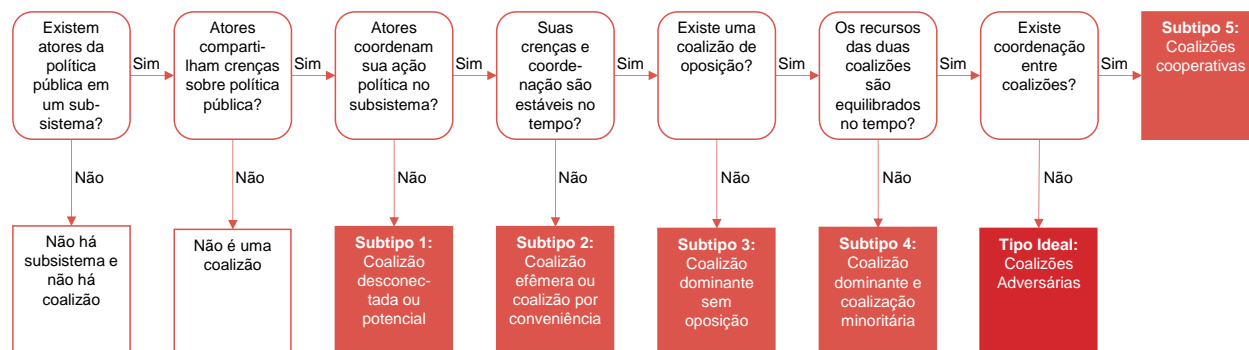 Existem
atores da
política
pública em
um sub-
sistema?
Sim
Atores
comparti-
lham crenças
sobre política
pública?
Sim
Atores
coordenam
sua ação
política no
subsistema?
Sim
Suas
crenças e
coorde-
nação são
estáveis no
tempo?
Sim
Existe uma
coalizão de
oposição?
Sim
Os recursos
das duas
coalizões
são
equilibrados
no tempo?
Sim
Existe
coordenação
entre
coalizões?
Sim
Subtipo 5:
Coalizões
cooperativas
Não
Não
Não
Não
Não
Não
Não
Não há
subsistema e
não há
coalizão
Não é uma
coalizão
Subtipo 1:
Coalizão
desconec-
tada ou
potencial
Subtipo 2:
Coalizão
efêmera ou
coalizão por
conveniência
Subtipo 3:
Coalizão
dominante
sem
oposição
Subtipo 4:
Coalizão
dominante e
coalização
minoritária
Tipo Ideal:
Coalizões
Adversárias